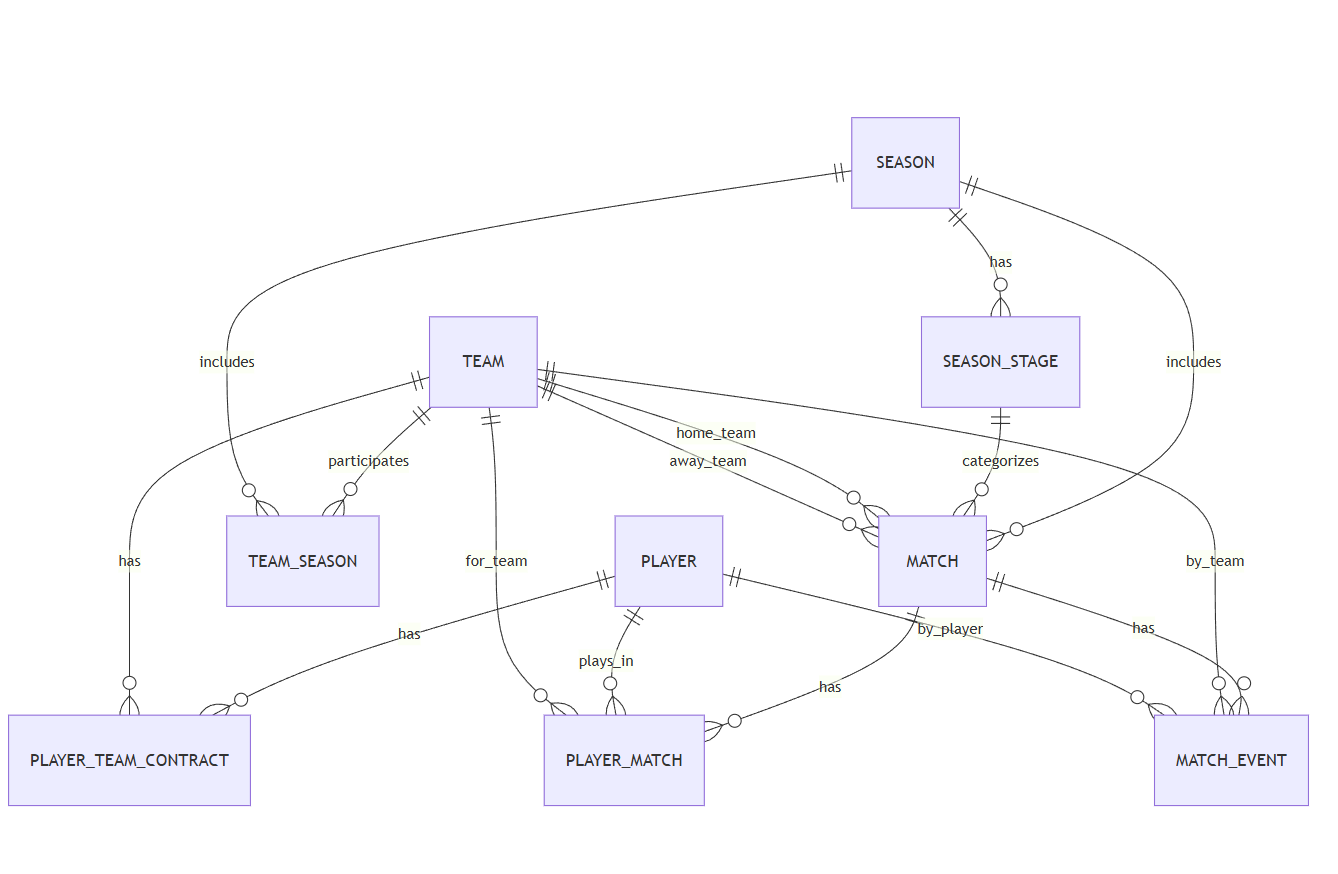 SEASON
has
includes
TEAM
SEASON_STAGE
includes
home_team
away_team
participates
categorizes
TEAM_SEASON
PLAYER
MATCH
has
for_team
by_team
has
by_player
has
plays_in
has
PLAYER_TEAM_CONTRACT
PLAYER_MATCH
MATCH_EVENT